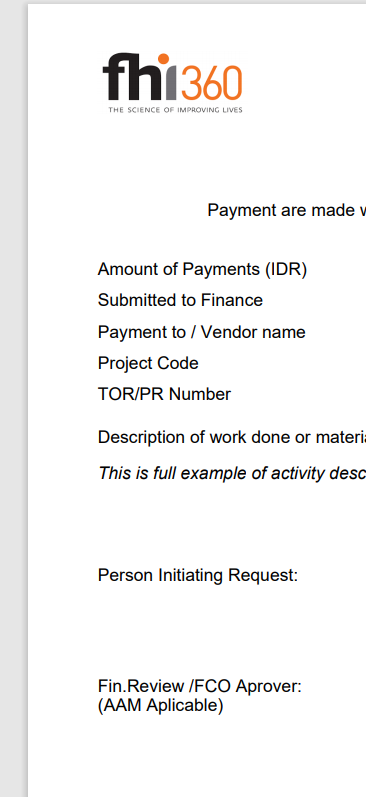 fhi360
THE SCIENCE OF IMPROVING LIVES
Payment are made
Amount of Payments (IDR)
Submitted to Finance
Payment to / Vendor name
Project Code
TOR/PR Number
Description of work done or materi
This is full example of activity desc
Person Initiating Request:
Fin.Review /FCO Aprover:
(AAM Aplicable)